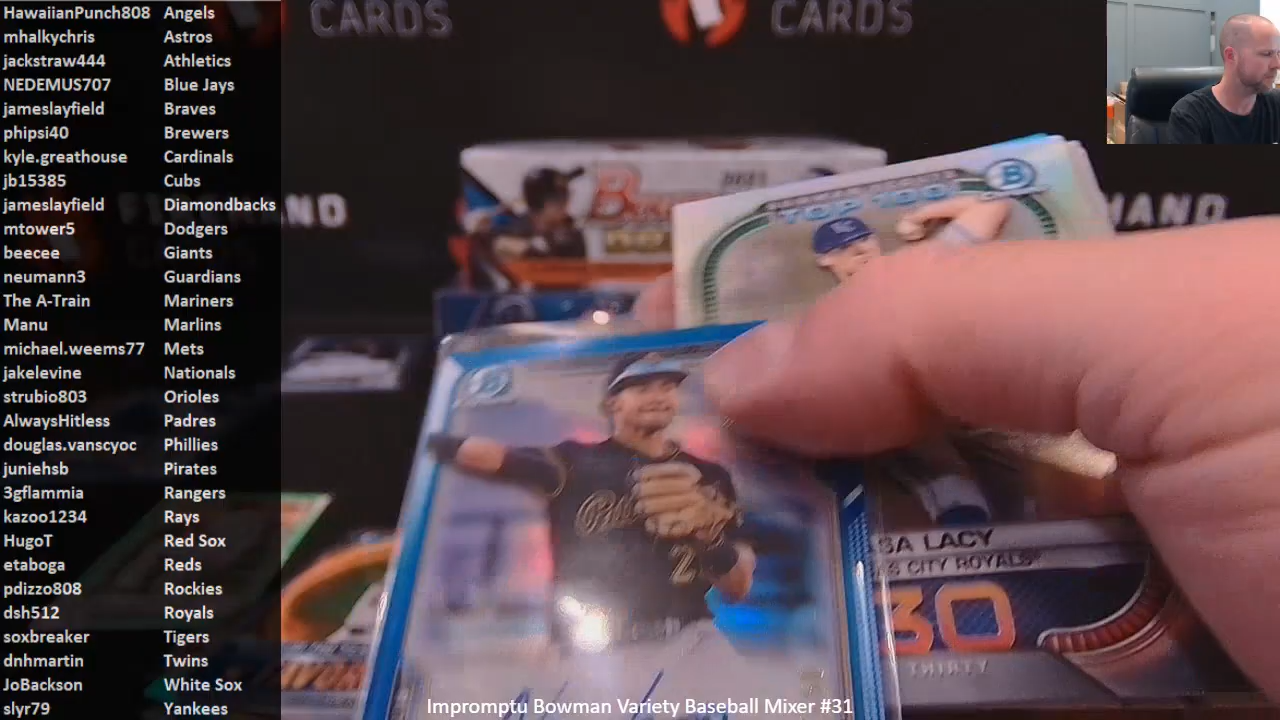 HawaiianPunch808 Angels
mhalkychris Astros
jackstraw444 Athletics
NEDEMUS707 Blue Jays
jameslayfield Braves
phipsi40 Brewers
kyle.greathouse Cardinals
jb15385 Cubs
jameslayfield Diamondbacks
mtower5 Dodgers
beecee Giants
neumann3 Guardians
The A-Train Mariners
Manu Marlins
michael.weems77 Mets
jakelevine Nationals
strubio803 Orioles
AlwaysHitless Padres
douglas.vanscyoc Phillies
juniehsb Pirates
3gflammia Rangers
kazoo1234 Rays
HugoT Red Sox
etaboga Reds
pdizzo808 Rockies
dsh512 Royals
soxbreaker Tigers
dnhmartin Twins
JoBackson White Sox
slyr79 Yankees
CARDS
CARDS
HAND
2021
TOP 100
B
2
LACY
CITY ROYALS
30
THIRTY
Impromptu Bowman Variety Baseball Mixer #31